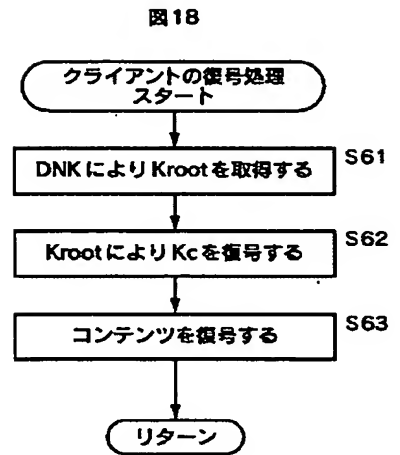 図18
クライアントの復号処理
スタート
DNKによりKrootを取得する
S61
KrootによりKcを復号する
S62
コンテンツを復号する
S63
リターン